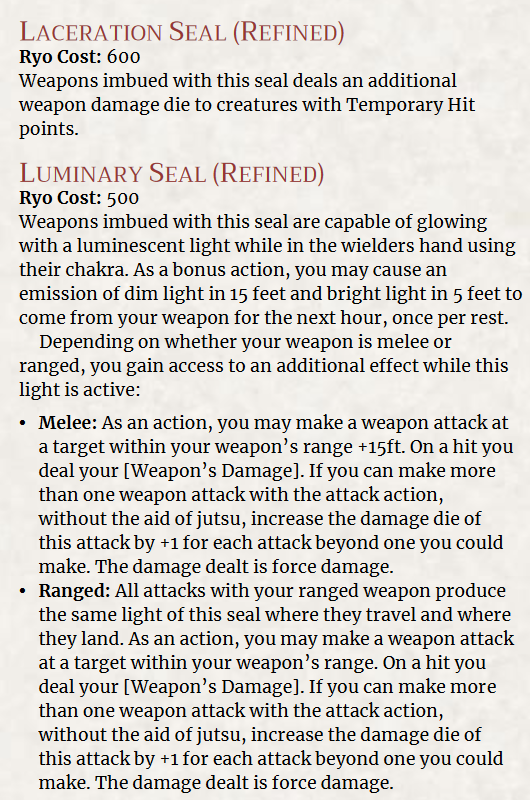 Laceration Seal (Refined)
Ryo Cost: 600
Weapons imbued with this seal deals an additional
weapon damage die to creatures with Temporary Hit
points.
Luminary Seal (Refined)
Ryo Cost: 500
Weapons imbued with this seal are capable of glowing
with a luminescent light while in the wielders hand using
their chakra. As a bonus action, you may cause an
emission of dim light in 15 feet and bright light in 5 feet to
come from your weapon for the next hour, once per rest.
Depending on whether your weapon is melee or
ranged, you gain access to an additional effect while this
light is active:
• Melee: As an action, you may make a weapon attack at
a target within your weapon’s range +15ft. On a hit you
deal your [Weapon’s Damage]. If you can make more
than one weapon attack with the attack action,
without the aid of jutsu, increase the damage die of
this attack by +1 for each attack beyond one you could
make. The damage dealt is force damage.
• Ranged: All attacks with your ranged weapon produce
the same light of this seal where they travel and where
they land. As an action, you may make a weapon attack
at a target within your weapon’s range. On a hit you
deal your [Weapon’s Damage]. If you can make more
than one weapon attack with the attack action,
without the aid of jutsu, increase the damage die of
this attack by +1 for each attack beyond one you could
make. The damage dealt is force damage.